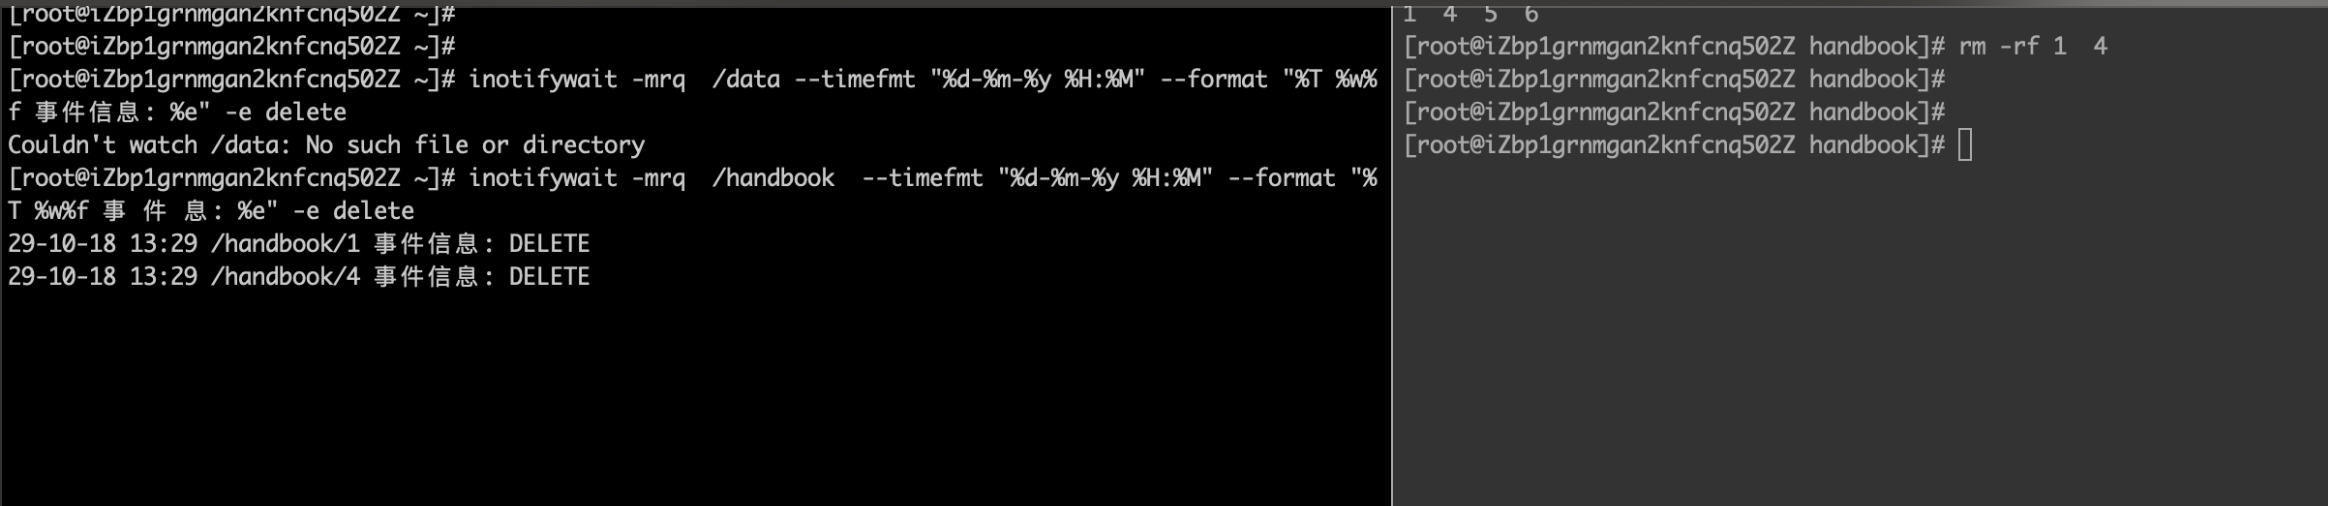 [root@iZbp1grnmgan2knfcnq502Z ~]#
[root@iZbp1grnmgan2knfcnq502Z ~]#
[root@iZbp1grnmgan2knfcnq502Z ~]# inotifywait -mrq  /data --timefmt "%d-%m-%y %H:%M" --format "%T %w%
f 事件信息: %e" -e delete
Couldn't watch /data: No such file or directory
[root@iZbp1grnmgan2knfcnq502Z ~]# inotifywait -mrq  /handbook  --timefmt "%d-%m-%y %H:%M" --format "%
T %w%f 事 件 息: %e" -e delete
29-10-18 13:29 /handbook/1 事件信息: DELETE
29-10-18 13:29 /handbook/4 事件信息: DELETE
1  4  5  6
[root@iZbp1grnmgan2knfcnq502Z handbook]# rm -rf 1  4
[root@iZbp1grnmgan2knfcnq502Z handbook]#
[root@iZbp1grnmgan2knfcnq502Z handbook]#
[root@iZbp1grnmgan2knfcnq502Z handbook]#